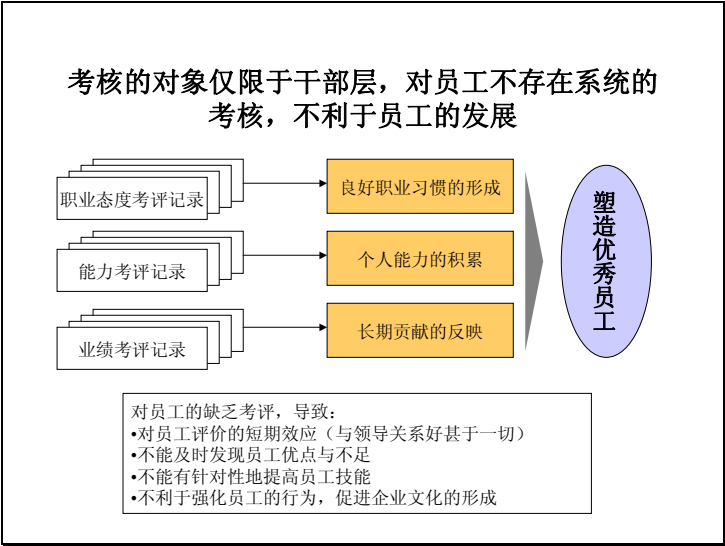 考核的对象仅限于干部层，对员工不存在系统的
考核，不利于员工的发展
职业态度考评记录
良好职业习惯的形成
能力考评记录
个人能力的积累
业绩考评记录
长期贡献的反映
塑造优秀员工
对员工的缺乏考评，导致：
•对员工评价的短期效应（与领导关系好甚于一切）
•不能及时发现员工优点与不足
•不能有针对性地提高员工技能
•不利于强化员工的行为，促进企业文化的形成